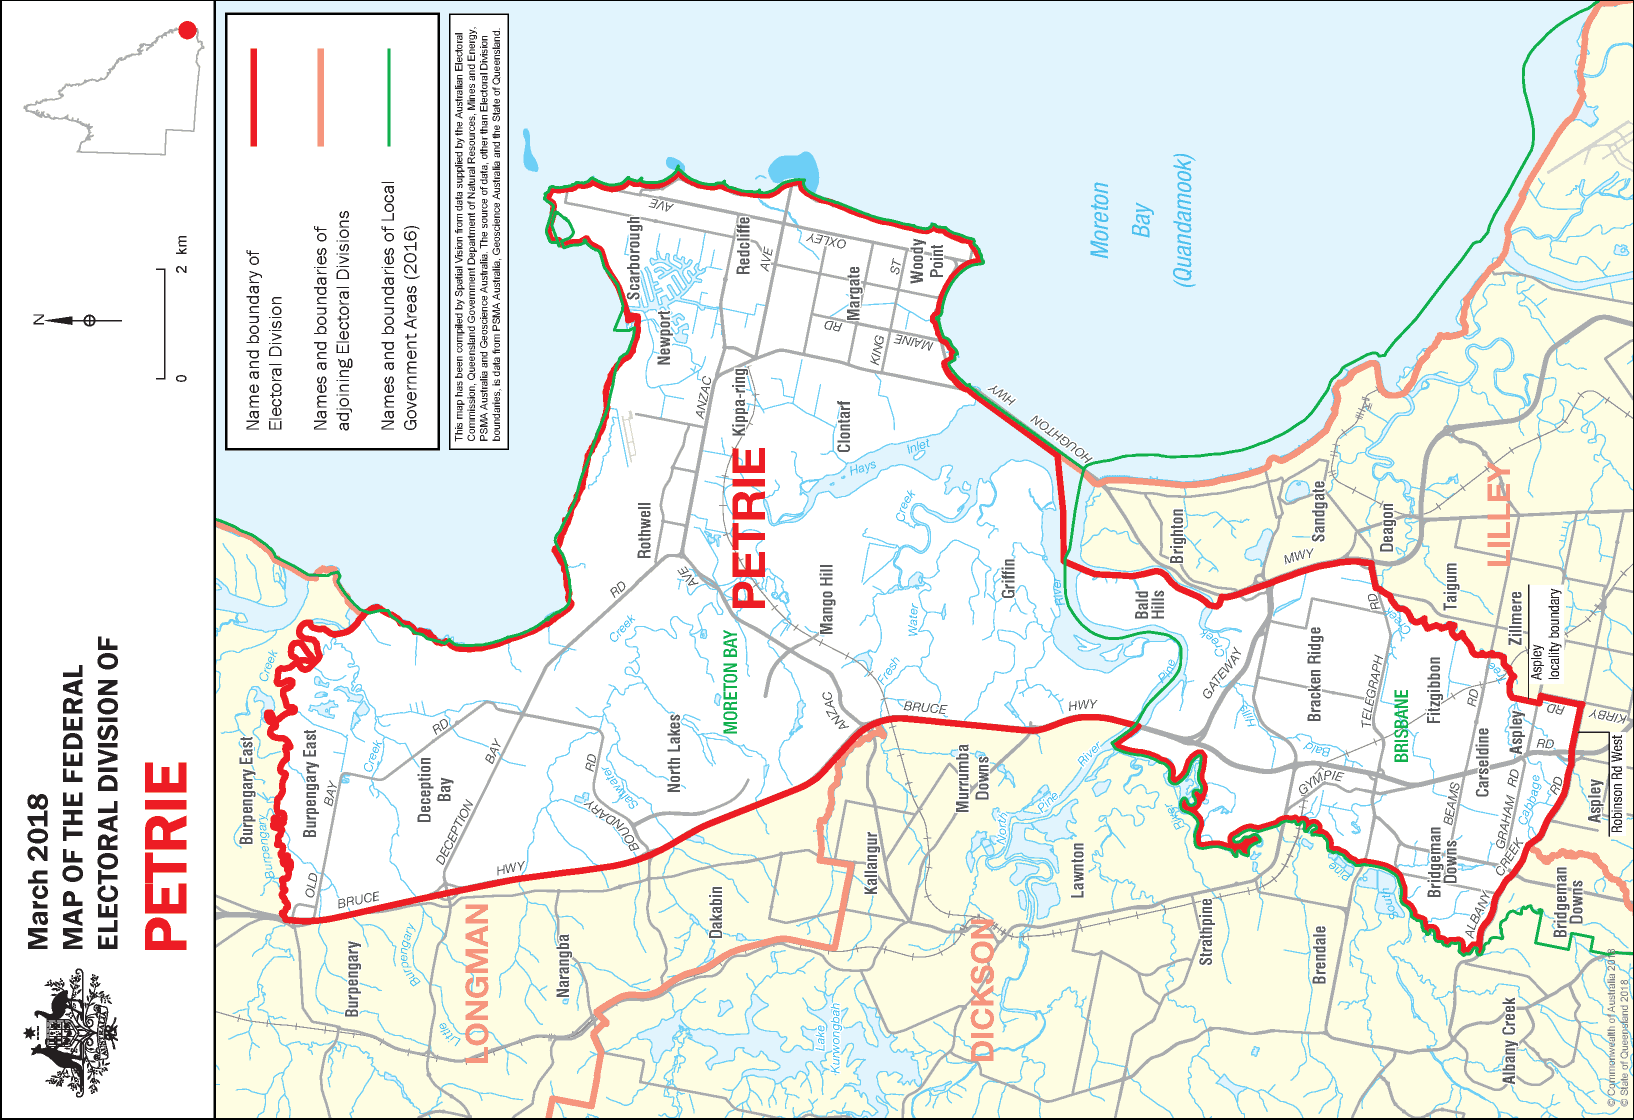 March 2018
MAP OF THE FEDERAL
ELECTORAL DIVISION OF
PETRIE
N
0
2 km
Name and boundary of
Electoral Division
Names and boundaries of
adjoining Electoral Divisions
Names and boundaries of Local
Government Areas (2016)
This map has been compiled by Spatial Vision from data supplied by the Australian Electoral
Commission, Queensland Government Department of Natural Resources, Mines and Energy,
PSMA Australia and Geoscience Australia. The source of data, other than Electoral Division
boundaries, is data from PSMA Australia, Geoscience Australia and the State of Queensland.
Burpengary East
Burpengary
Creek
Burpengary East
OLD
BAY
RD
Creek
BRUCE
HWY
Deception
Bay
DECEPTION
BAY
RD
Burpengary
Burpengary
Little
LONGMAN
Narangba
Dakabin
BOUNDARY
RD
Saltwater
Creek
North Lakes
MORETON BAY
Rothwell
AVE
ANZAC
Scarborough
AVE
Newport
Redcliffe
AVE
Kippa-ring
OXLEY
Margate
RD
KING
ST
MAINE
Woody
Point
PETRIE
Clontarf
Hays
Inlet
Mango Hill
Creek
Water
Fresh
Griffin
ANZAC
BRUCE
HWY
HOUGHTON
HWY
Moreton
Bay
(Quandamook)
Kallangur
Murrumba
Downs
Lake
Kurwongbah
DICKSON
North
Pine
River
Lawnton
River
Pine
Bald
Hills
Brighton
Sandgate
Deagon
MWY
GATEWAY
Creek
Hills
Bald
Bracken Ridge
TELEGRAPH
RD
Creek
BRISBANE
Fitzgibbon
Taigum
LILLEY
Zillmere
Aspley
locality boundary
Strathpine
Brendale
River
Pine
South
GYMPIE
RD
BEAMS
Carseldine
Aspley
RD
RD
KIRBY
GRAHAM RD
Cabbage
Tree
Bridgeman
Downs
ALBANY
CREEK
RD
Aspley
Robinson Rd West
Bridgeman
Downs
Albany Creek
© Commonwealth of Australia 2018
© State of Queensland 2018